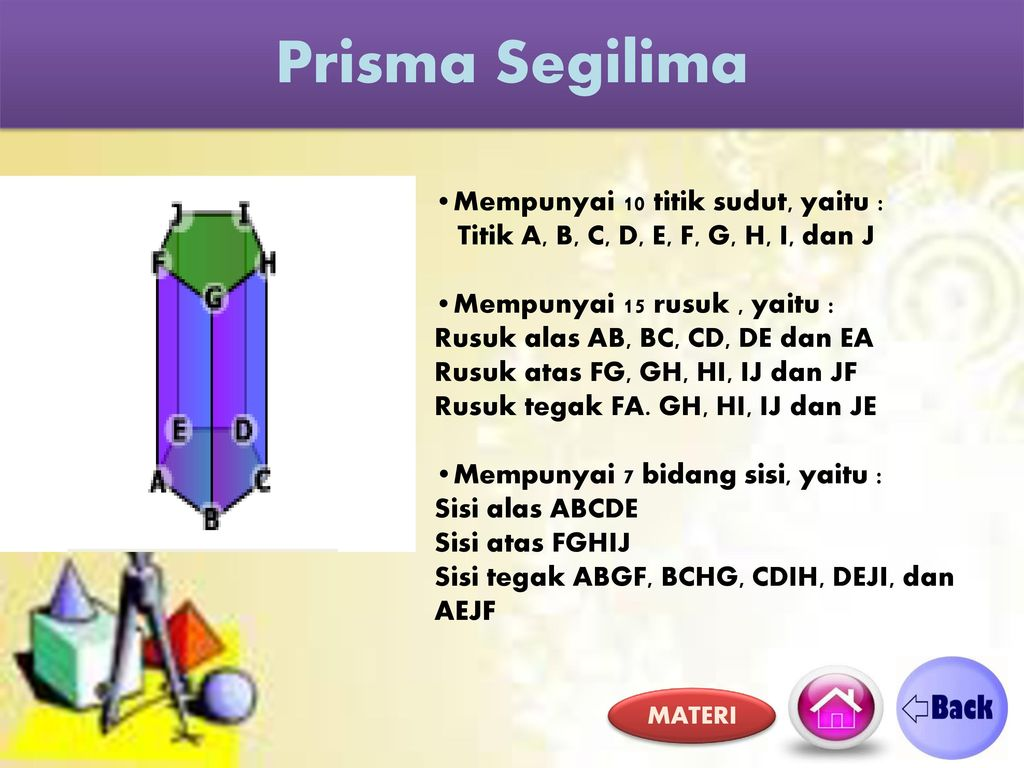 Prisma Segilima
•Mempunyai 10 titik sudut, yaitu :
Titik A, B, C, D, E, F, G, H, I, dan J
•Mempunyai 15 rusuk , yaitu :
Rusuk alas AB, BC, CD, DE dan EA
Rusuk atas FG, GH, HI, IJ dan JF
Rusuk tegak FA. GH, HI, IJ dan JE
•Mempunyai 7 bidang sisi, yaitu :
Sisi alas ABCDE
Sisi atas FGHIJ
Sisi tegak ABGF, BCHG, CDIH, DEJI, dan
AEJF
J I
F H
G
E D
A C
B
MATERI
Back